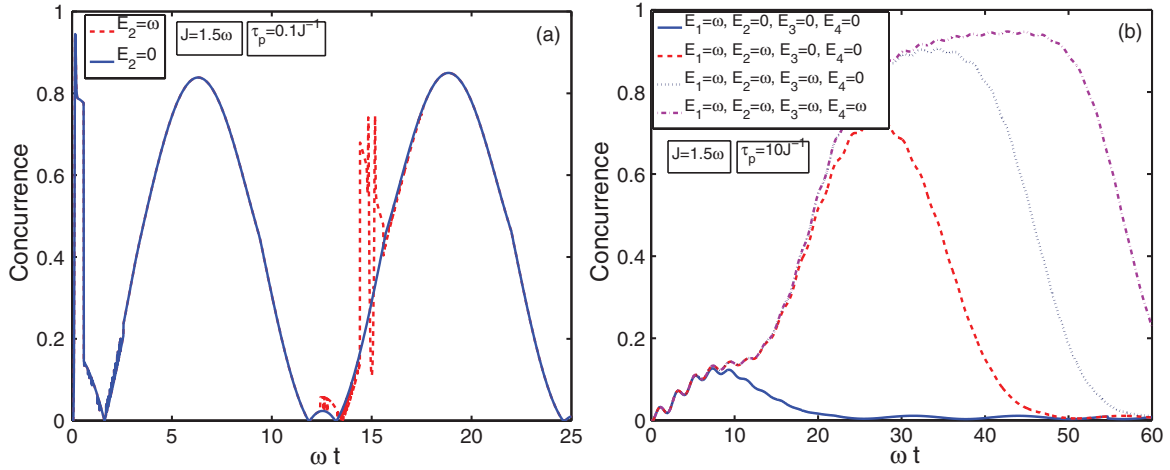 (a)
E₂=ω
E₂=0
J=1.5ω
τₚ=0.1J⁻¹
Concurrence
0
0.2
0.4
0.6
0.8
1
0
5
10
15
20
25
ω t
(b)
E₁=ω, E₂=0, E₃=0, E₄=0
E₁=ω, E₂=ω, E₃=0, E₄=0
E₁=ω, E₂=ω, E₃=ω, E₄=0
E₁=ω, E₂=ω, E₃=ω, E₄=ω
J=1.5ω
τₚ=10J⁻¹
Concurrence
0
0.2
0.4
0.6
0.8
1
0
10
20
30
40
50
60
ω t